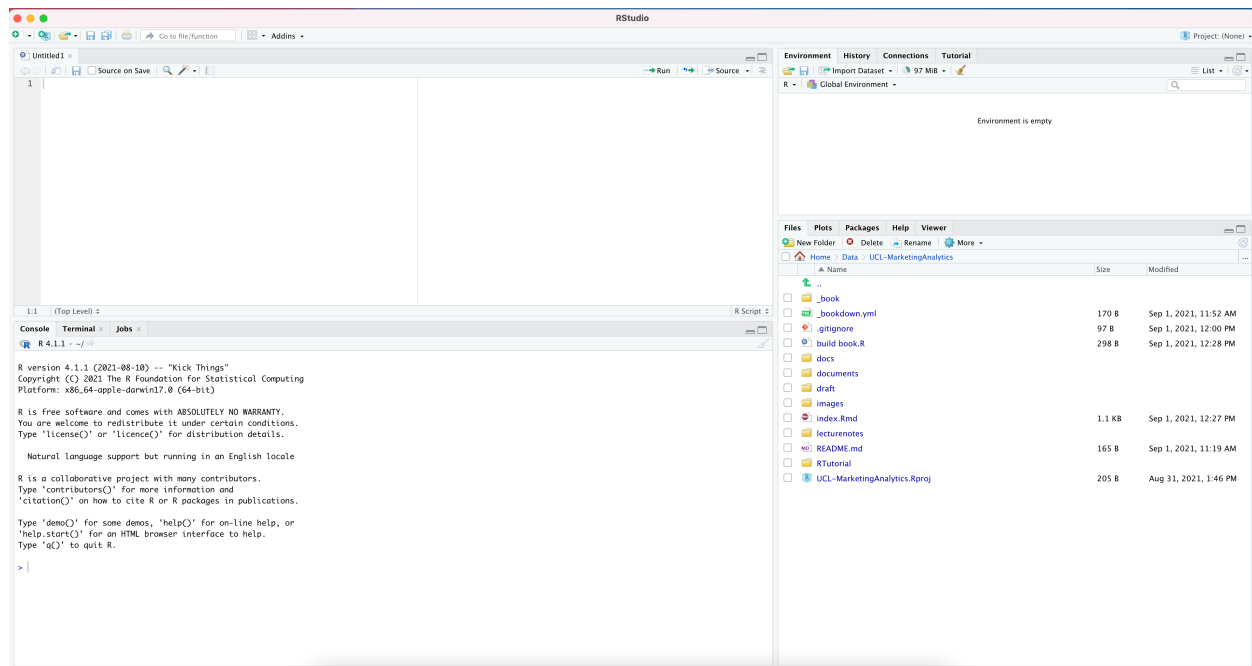 RStudio
Go to file/function Addins Project: (None)
Untitled1
Source on Save Run Source
1
1:1 (Top Level) R Script
Console Terminal Jobs
R 4.1.1 · ~/
R version 4.1.1 (2021-08-10) -- "Kick Things"
Copyright (C) 2021 The R Foundation for Statistical Computing
Platform: x86_64-apple-darwin17.0 (64-bit)
R is free software and comes with ABSOLUTELY NO WARRANTY.
You are welcome to redistribute it under certain conditions.
Type 'license()' or 'licence()' for distribution details.
Natural language support but running in an English locale
R is a collaborative project with many contributors.
Type 'contributors()' for more information and
'citation()' on how to cite R or R packages in publications.
Type 'demo()' for some demos, 'help()' for on-line help, or
'help.start()' for an HTML browser interface to help.
Type 'q()' to quit R.
>
Environment History Connections Tutorial
Import Dataset 97 MiB List
R Global Environment
Environment is empty
Files Plots Packages Help Viewer
New Folder Delete Rename More
Home Data UCL-MarketingAnalytics ...
Name Size Modified
..
_book
_bookdown.yml 170 B Sep 1, 2021, 11:52 AM
.gitignore 97 B Sep 1, 2021, 12:00 PM
build book.R 298 B Sep 1, 2021, 12:28 PM
docs
documents
draft
images
index.Rmd 1.1 KB Sep 1, 2021, 12:27 PM
lecturenotes
README.md 165 B Sep 1, 2021, 11:19 AM
RTutorial
UCL-MarketingAnalytics.Rproj 205 B Aug 31, 2021, 1:46 PM